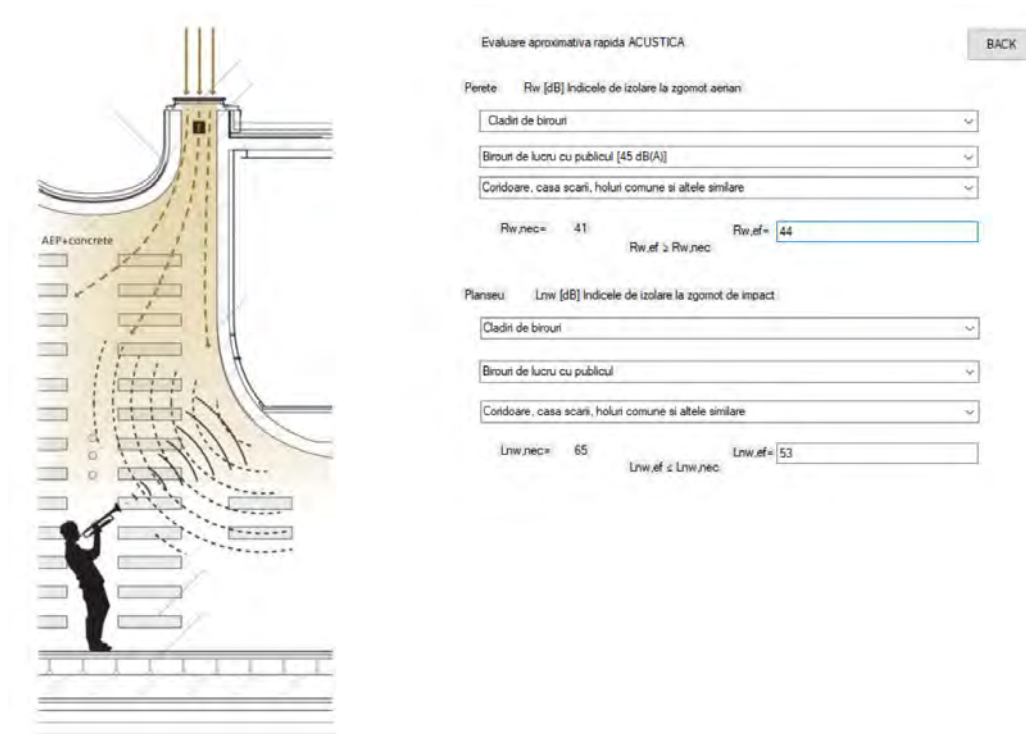 AEP+concrete
Evaluare aproximativa rapida ACUSTICA
BACK
Perete Rw [dB] Indicele de izolare la zgomot aerian
Cladiri de birouri
Birouri de lucru cu publicul [45 dB(A)]
Coridoare, casa scarii, holuri comune si altele similare
Rw,nec= 41 Rw,ef= 44
Rw,ef ≥ Rw,nec
Planseu Lnw [dB] Indicele de izolare la zgomot de impact
Cladiri de birouri
Birouri de lucru cu publicul
Coridoare, casa scarii, holuri comune si altele similare
Lnw,nec= 65 Lnw,ef= 53
Lnw,ef ≤ Lnw,nec